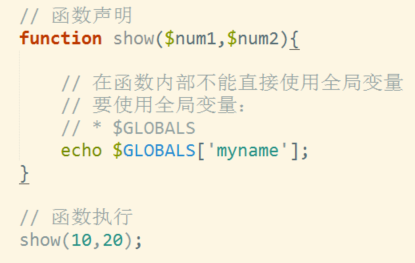 // 函数声明
function show($num1,$num2){
// 在函数内部不能直接使用全局变量
// 要使用全局变量：
// * $GLOBALS
echo $GLOBALS['myname'];
}
// 函数执行
show(10,20);